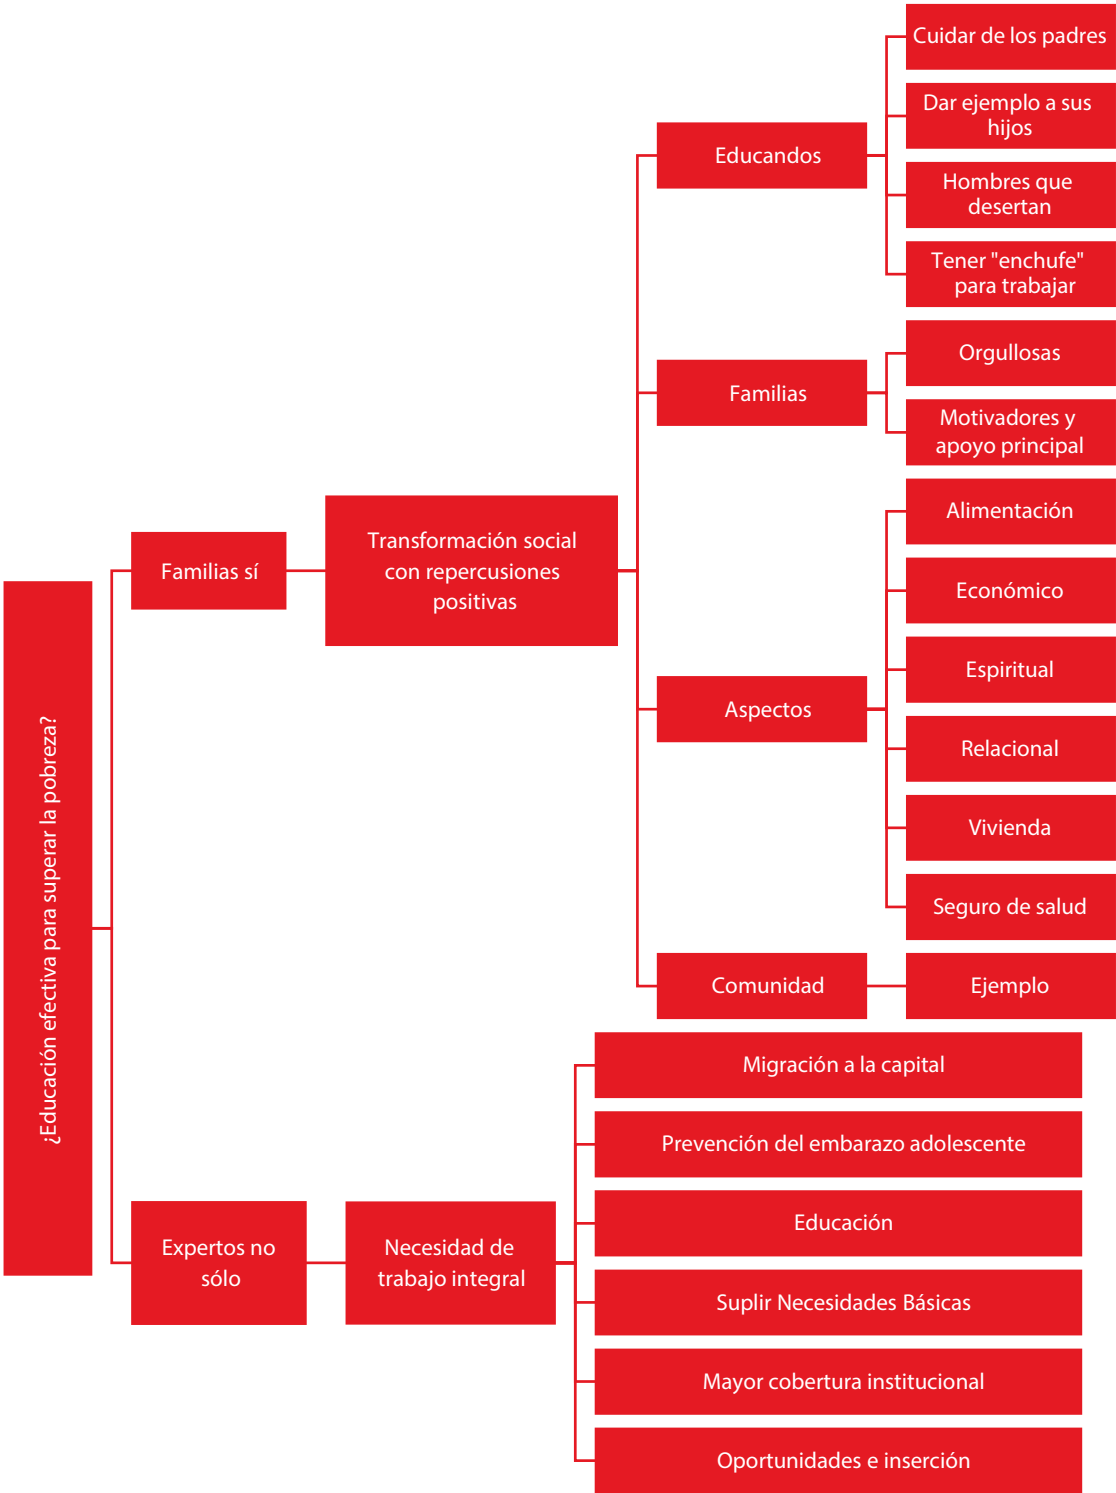 ¿Educación efectiva para superar la pobreza?
Familias sí
Transformación social
con repercusiones
positivas
Educandos
Cuidar de los padres
Dar ejemplo a sus
hijos
Hombres que
desertan
Tener "enchufe"
para trabajar
Familias
Orgullosas
Motivadores y
apoyo principal
Aspectos
Alimentación
Económico
Espiritual
Relacional
Vivienda
Seguro de salud
Comunidad
Ejemplo
Expertos no
sólo
Necesidad de
trabajo integral
Migración a la capital
Prevención del embarazo adolescente
Educación
Suplir Necesidades Básicas
Mayor cobertura institucional
Oportunidades e inserción